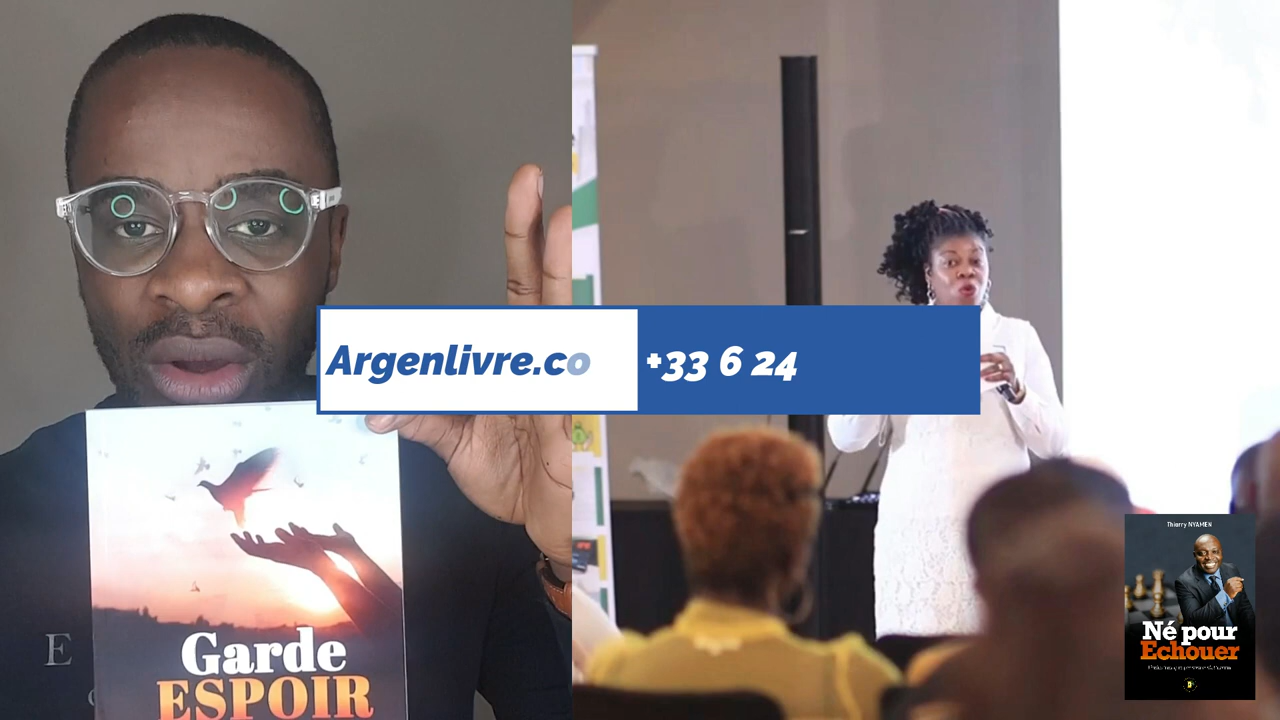 Argenlivre.co
+33 6 24
E
Garde
ESPOIR
Thierry NYAMEN
Né pour
Echouer